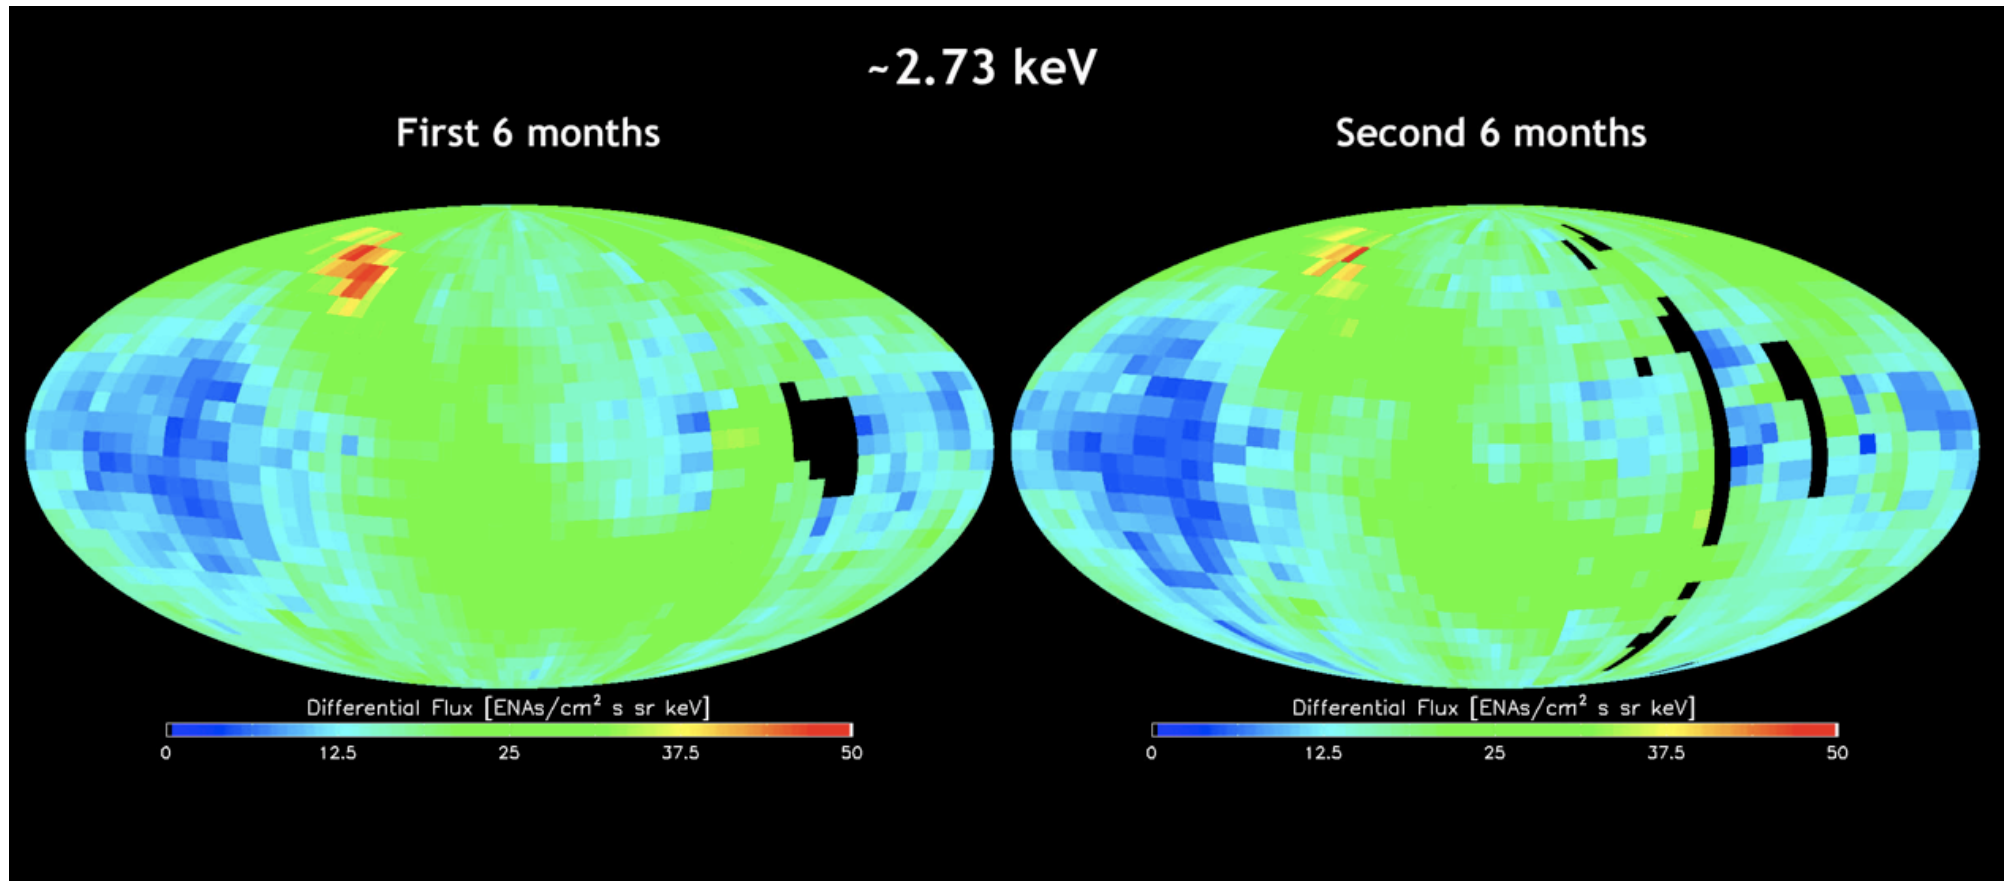 ~2.73 keV
First 6 months
Second 6 months
Differential Flux [ENAs/cm² s sr keV]
0 12.5 25 37.5 50
Differential Flux [ENAs/cm² s sr keV]
0 12.5 25 37.5 50